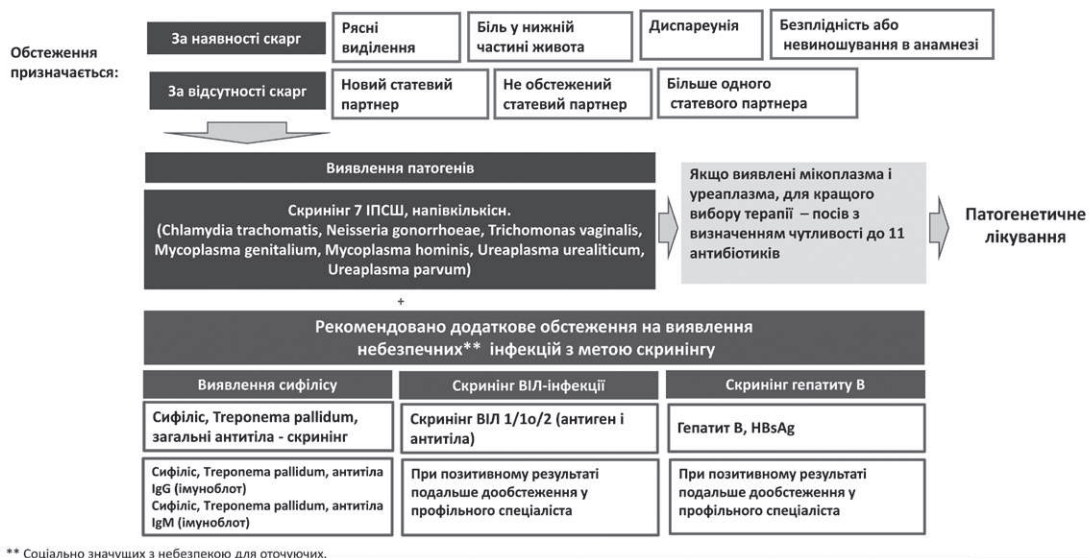 Обстеження
призначається:
За наявності скарг
Рясні
виділення
Біль у нижній
частині живота
Диспареунія
Безплідність або
невиношування в анамнезі
За відсутності скарг
Новий статевий
партнер
Не обстежений
статевий партнер
Більше одного
статевого партнера
Виявлення патогенів
Скринінг 7 ІПСШ, напівкількісн.
(Chlamydia trachomatis, Neisseria gonorrhoeae, Trichomonas vaginalis,
Mycoplasma genitalium, Mycoplasma hominis, Ureaplasma urealiticum,
Ureaplasma parvum)
Якщо виявлені мікоплазма і
уреаплазма, для кращого
вибору терапії – посів з
визначенням чутливості до 11
антибіотиків
Патогенетичне
лікування
+
Рекомендовано додаткове обстеження на виявлення
небезпечних** інфекцій з метою скринінгу
Виявлення сифілісу
Скринінг ВІЛ-інфекції
Скринінг гепатиту В
Сифіліс, Treponema pallidum,
загальні антитіла - скринінг
Скринінг ВІЛ 1/1о/2 (антиген і
антитіла)
Гепатит В, HBsAg
Сифіліс, Treponema pallidum, антитіла
IgG (імуноблот)
Сифіліс, Treponema pallidum, антитіла
IgM (імуноблот)
При позитивному результаті
подальше дообстеження у
профільного спеціаліста
При позитивному результаті
подальше дообстеження у
профільного спеціаліста
** Соціально значущих з небезпекою для оточуючих.